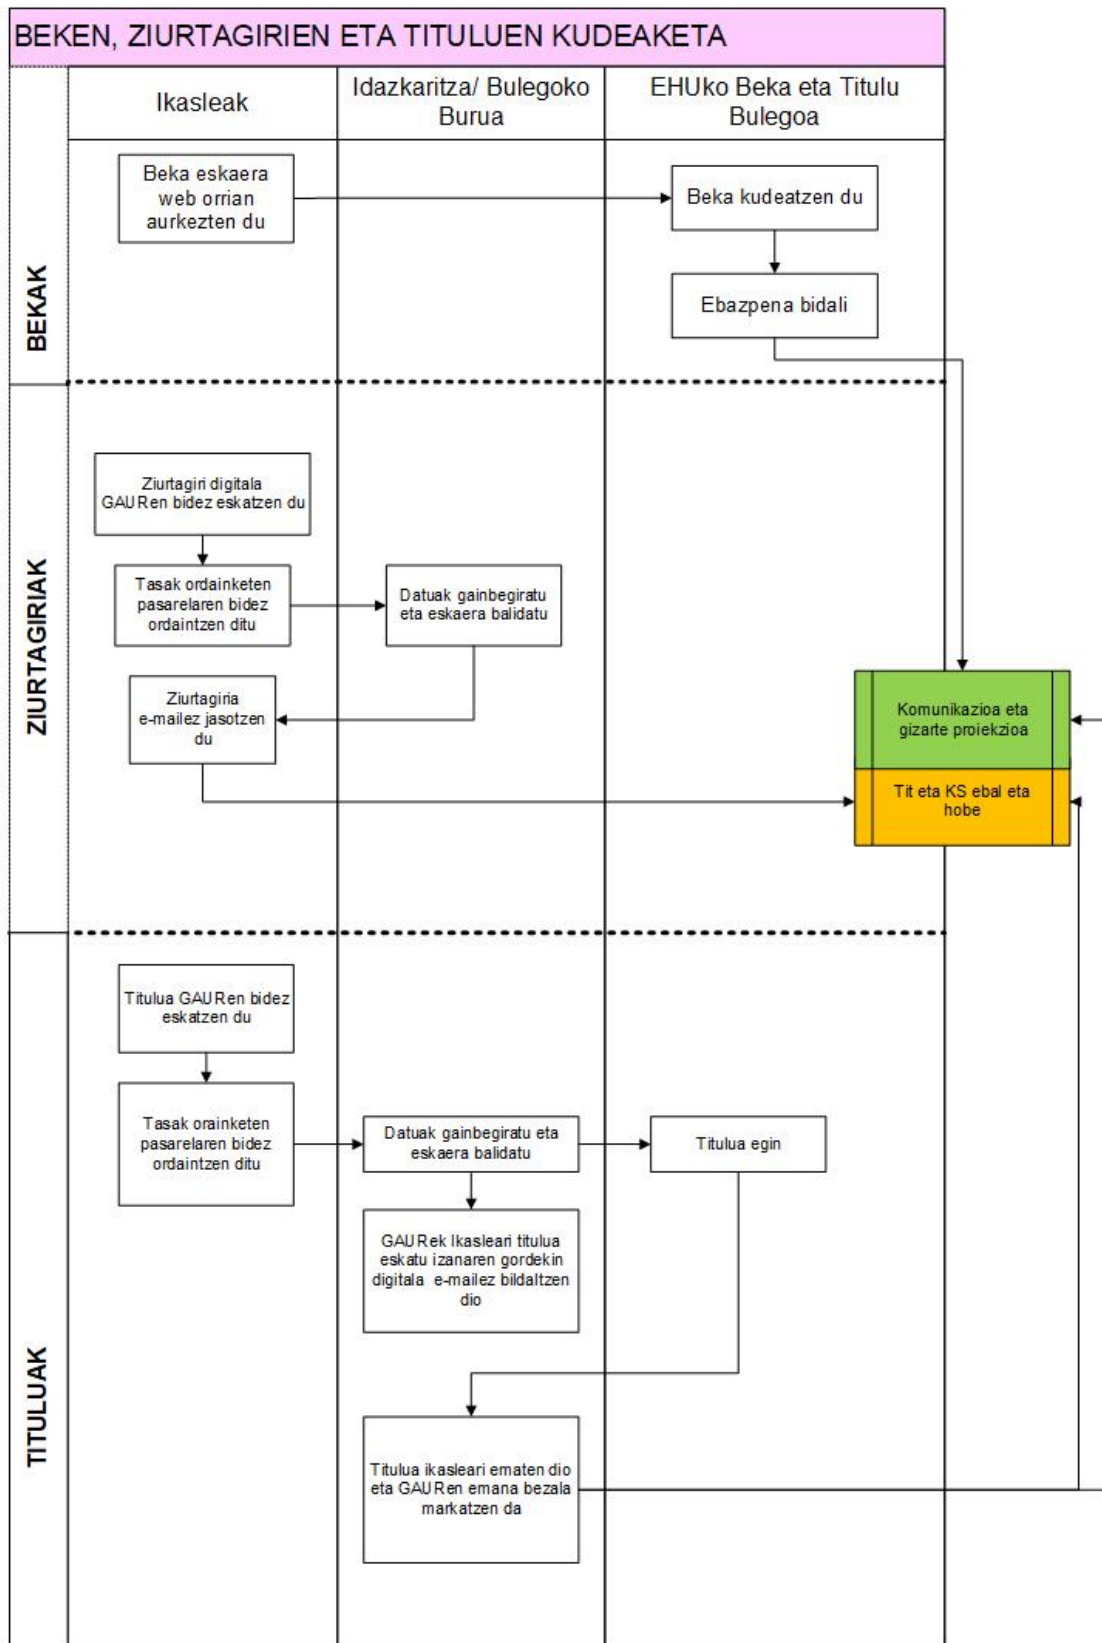 BEKEN, ZIURTAGIRIEN ETA TITULUEN KUDEAKETA
Ikasleak
Idazkaritza/ Bulegoko
Burua
EHUko Beka eta Titulu
Bulegoa
BEKAK
Beka eskaera
web orrian
aurkezten du
Beka kudeatzen du
Ebazpena bidali
ZIURTAGIRIAK
Ziurtagiri digitala
GAURen bidez eskatzen du
Tasak ordainketen
pasarelaren bidez
ordaintzen ditu
Datuak gainbegiratu
eta eskaera balidatu
Ziurtagiria
e-mailez jasotzen
du
Komunikazioa eta
gizarte proiekzioa
Tit eta KS ebal eta
hobe
TITULUAK
Titulua GAURen bidez
eskatzen du
Tasak orainketen
pasarelaren bidez
ordaintzen ditu
Datuak gainbegiratu eta
eskaera balidatu
Titulua egin
GAURek Ikasleari titulua
eskatu izanaren gordekin
digitala e-mailez bildaltzen
dio
Titulua ikasleari ematen dio
eta GAURen emana bezala
markatzen da